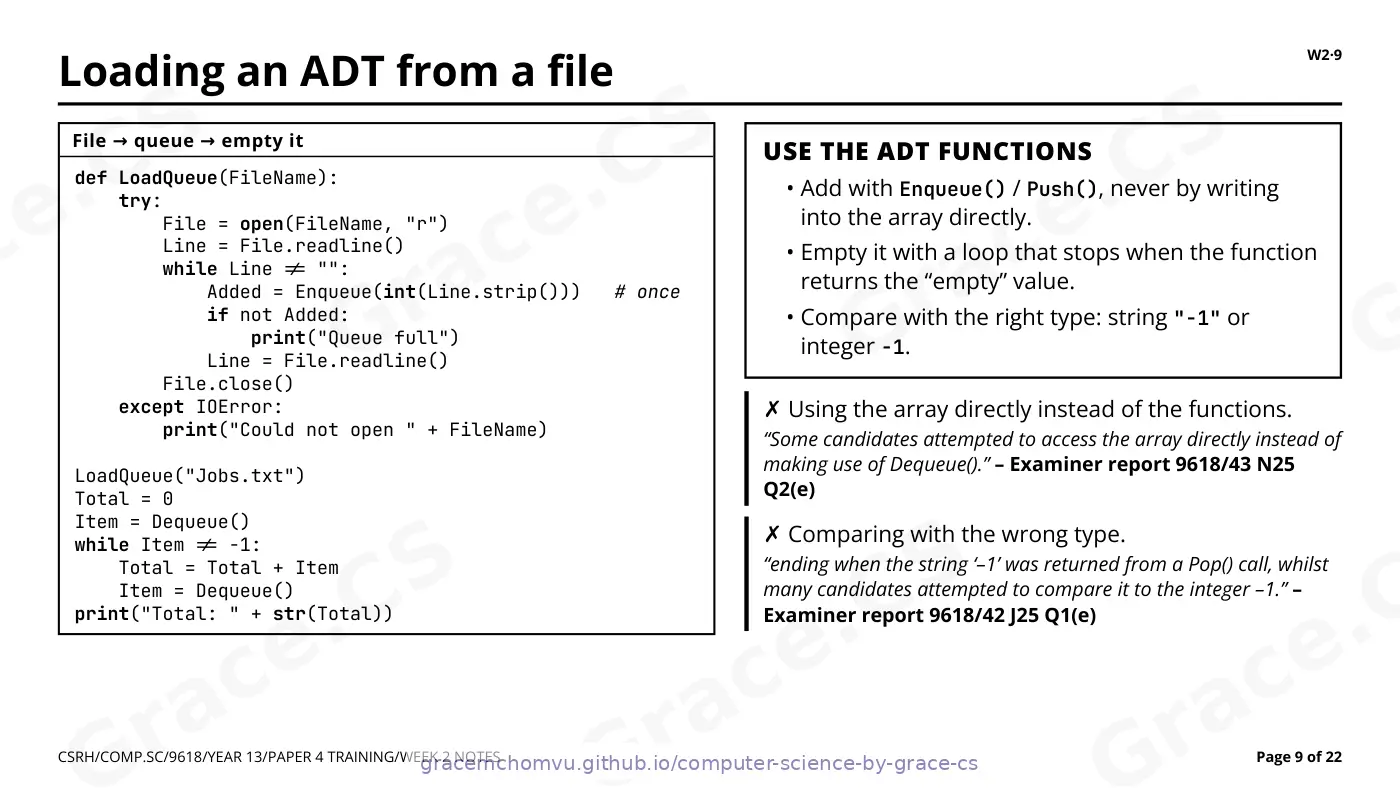 Loading an ADT from a file
W2·9
File → queue → empty it
def LoadQueue(FileName):
    try:
        File = open(FileName, "r")
        Line = File.readline()
        while Line ≠ "":
            Added = Enqueue(int(Line.strip()))   # once
            if not Added:
                print("Queue full")
            Line = File.readline()
        File.close()
    except IOError:
        print("Could not open " + FileName)
LoadQueue("Jobs.txt")
Total = 0
Item = Dequeue()
while Item ≠ -1:
    Total = Total + Item
    Item = Dequeue()
print("Total: " + str(Total))
USE THE ADT FUNCTIONS
• Add with Enqueue() / Push(), never by writing
into the array directly.
• Empty it with a loop that stops when the function
returns the “empty” value.
• Compare with the right type: string "-1" or
integer -1.
✗ Using the array directly instead of the functions.
“Some candidates attempted to access the array directly instead of
making use of Dequeue().” – Examiner report 9618/43 N25
Q2(e)
✗ Comparing with the wrong type.
“ending when the string ‘–1’ was returned from a Pop() call, whilst
many candidates attempted to compare it to the integer –1.” –
Examiner report 9618/42 J25 Q1(e)
CSRH/COMP.SC/9618/YEAR 13/PAPER 4 TRAINING/WEEK 2 NOTES
gracemchomvu.github.io/computer-science-by-grace-cs
Page 9 of 22
Grace.cs